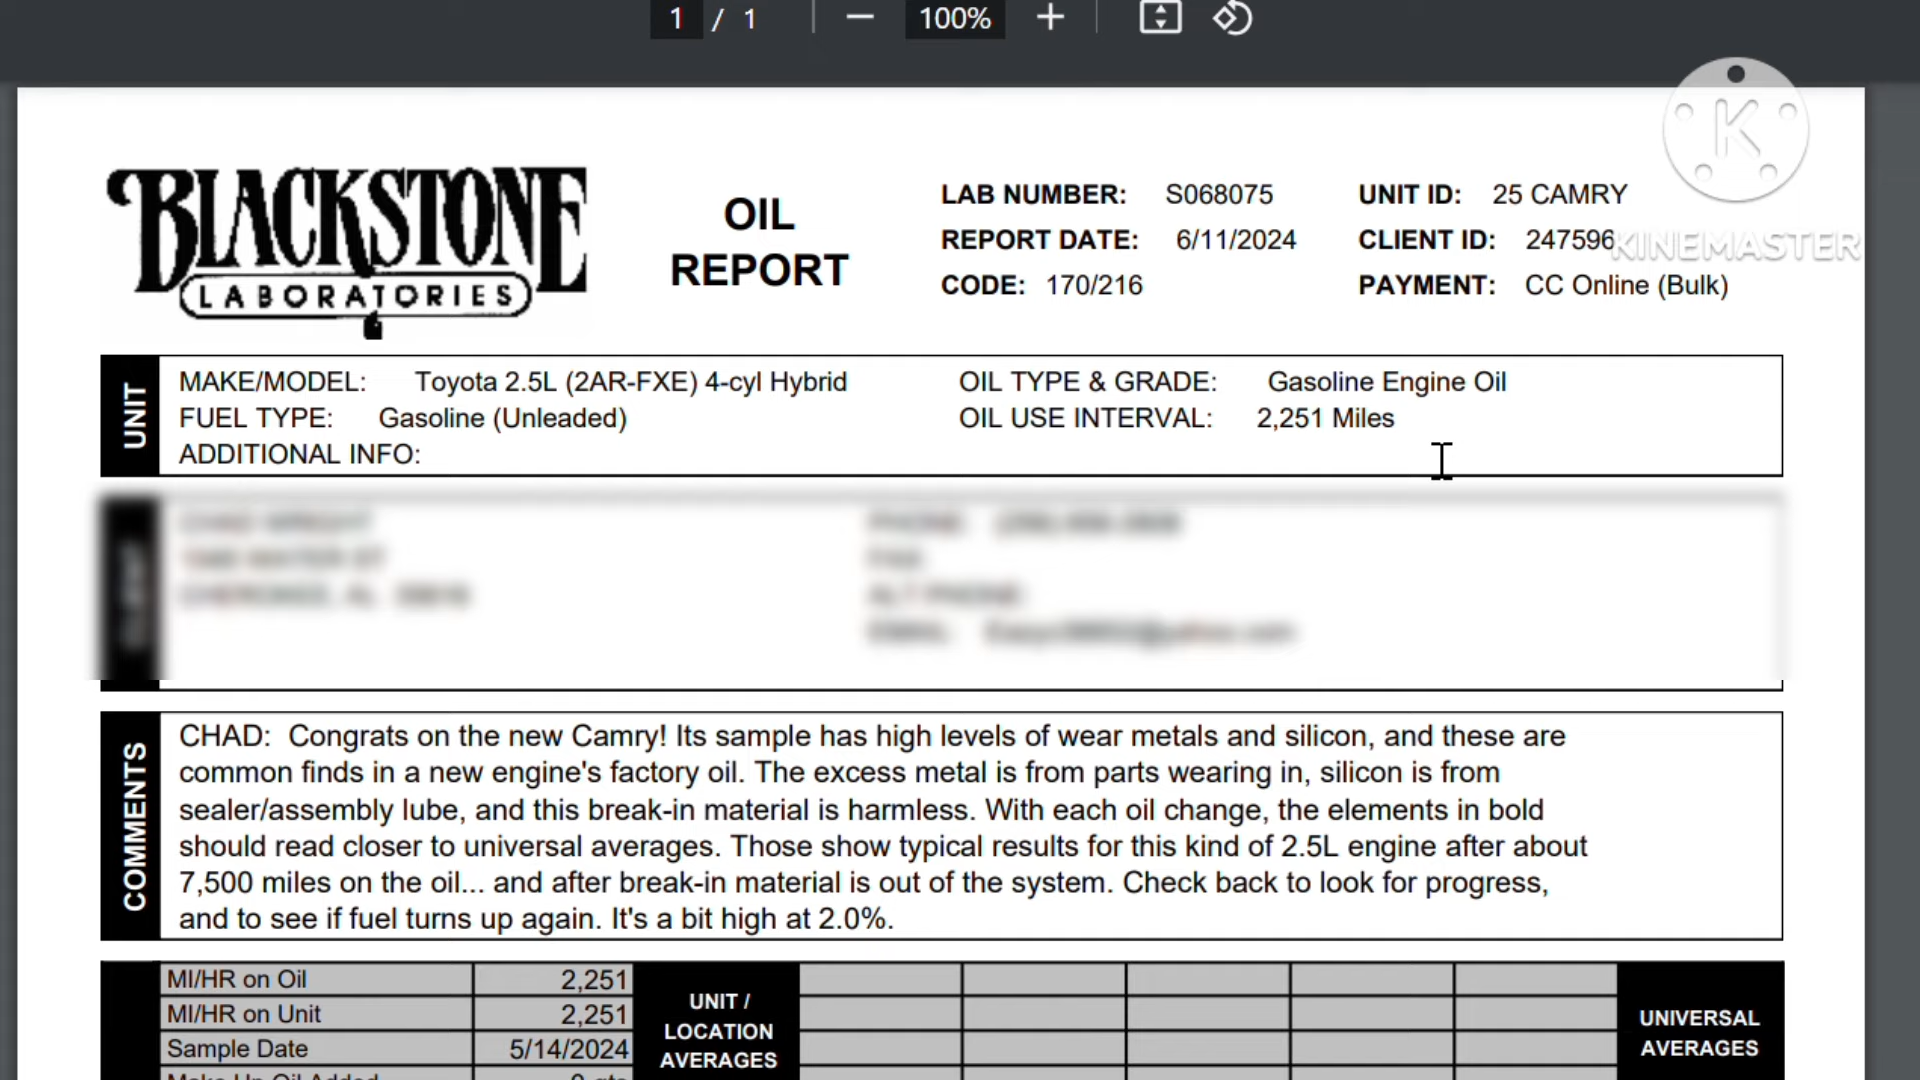 1 / 1 100%
K
KINEMASTER
BLACKSTONE
LABORATORIES
OIL
REPORT
LAB NUMBER: S068075
REPORT DATE: 6/11/2024
CODE: 170/216
UNIT ID: 25 CAMRY
CLIENT ID: 247596
PAYMENT: CC Online (Bulk)
UNIT
MAKE/MODEL: Toyota 2.5L (2AR-FXE) 4-cyl Hybrid
FUEL TYPE: Gasoline (Unleaded)
ADDITIONAL INFO:
OIL TYPE & GRADE: Gasoline Engine Oil
OIL USE INTERVAL: 2,251 Miles
COMMENTS
CHAD: Congrats on the new Camry! Its sample has high levels of wear metals and silicon, and these are
common finds in a new engine's factory oil. The excess metal is from parts wearing in, silicon is from
sealer/assembly lube, and this break-in material is harmless. With each oil change, the elements in bold
should read closer to universal averages. Those show typical results for this kind of 2.5L engine after about
7,500 miles on the oil... and after break-in material is out of the system. Check back to look for progress,
and to see if fuel turns up again. It's a bit high at 2.0%.
MI/HR on Oil 2,251
MI/HR on Unit 2,251
Sample Date 5/14/2024
UNIT /
LOCATION
AVERAGES
UNIVERSAL
AVERAGES